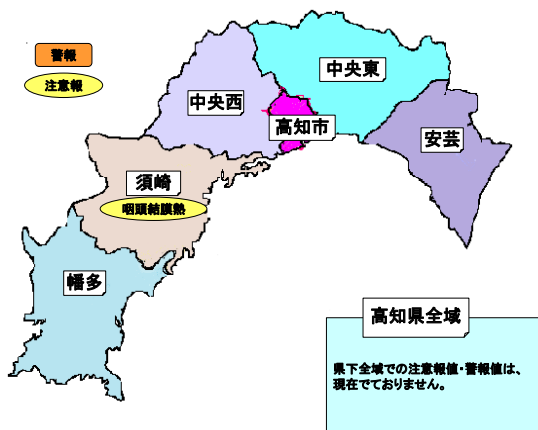 警報
注意報
中央東
中央西
高知市
安芸
須崎
咽頭結膜熱
幡多
高知県全域
県下全域での注意報値・警報値は、
現在でておりません。